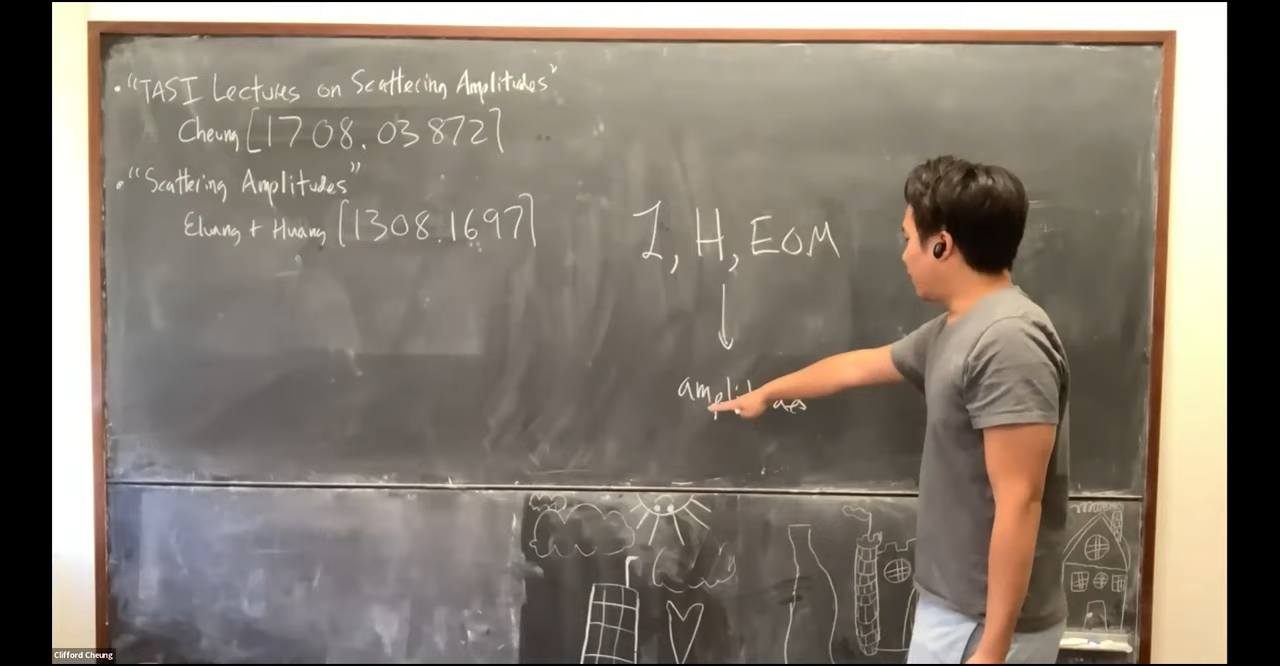 • "TASI Lectures on Scattering Amplitudes"
Cheung [1708.03872]
• "Scattering Amplitudes"
Elvang + Huang [1308.1697]
L, H, EOM
Clifford Cheung